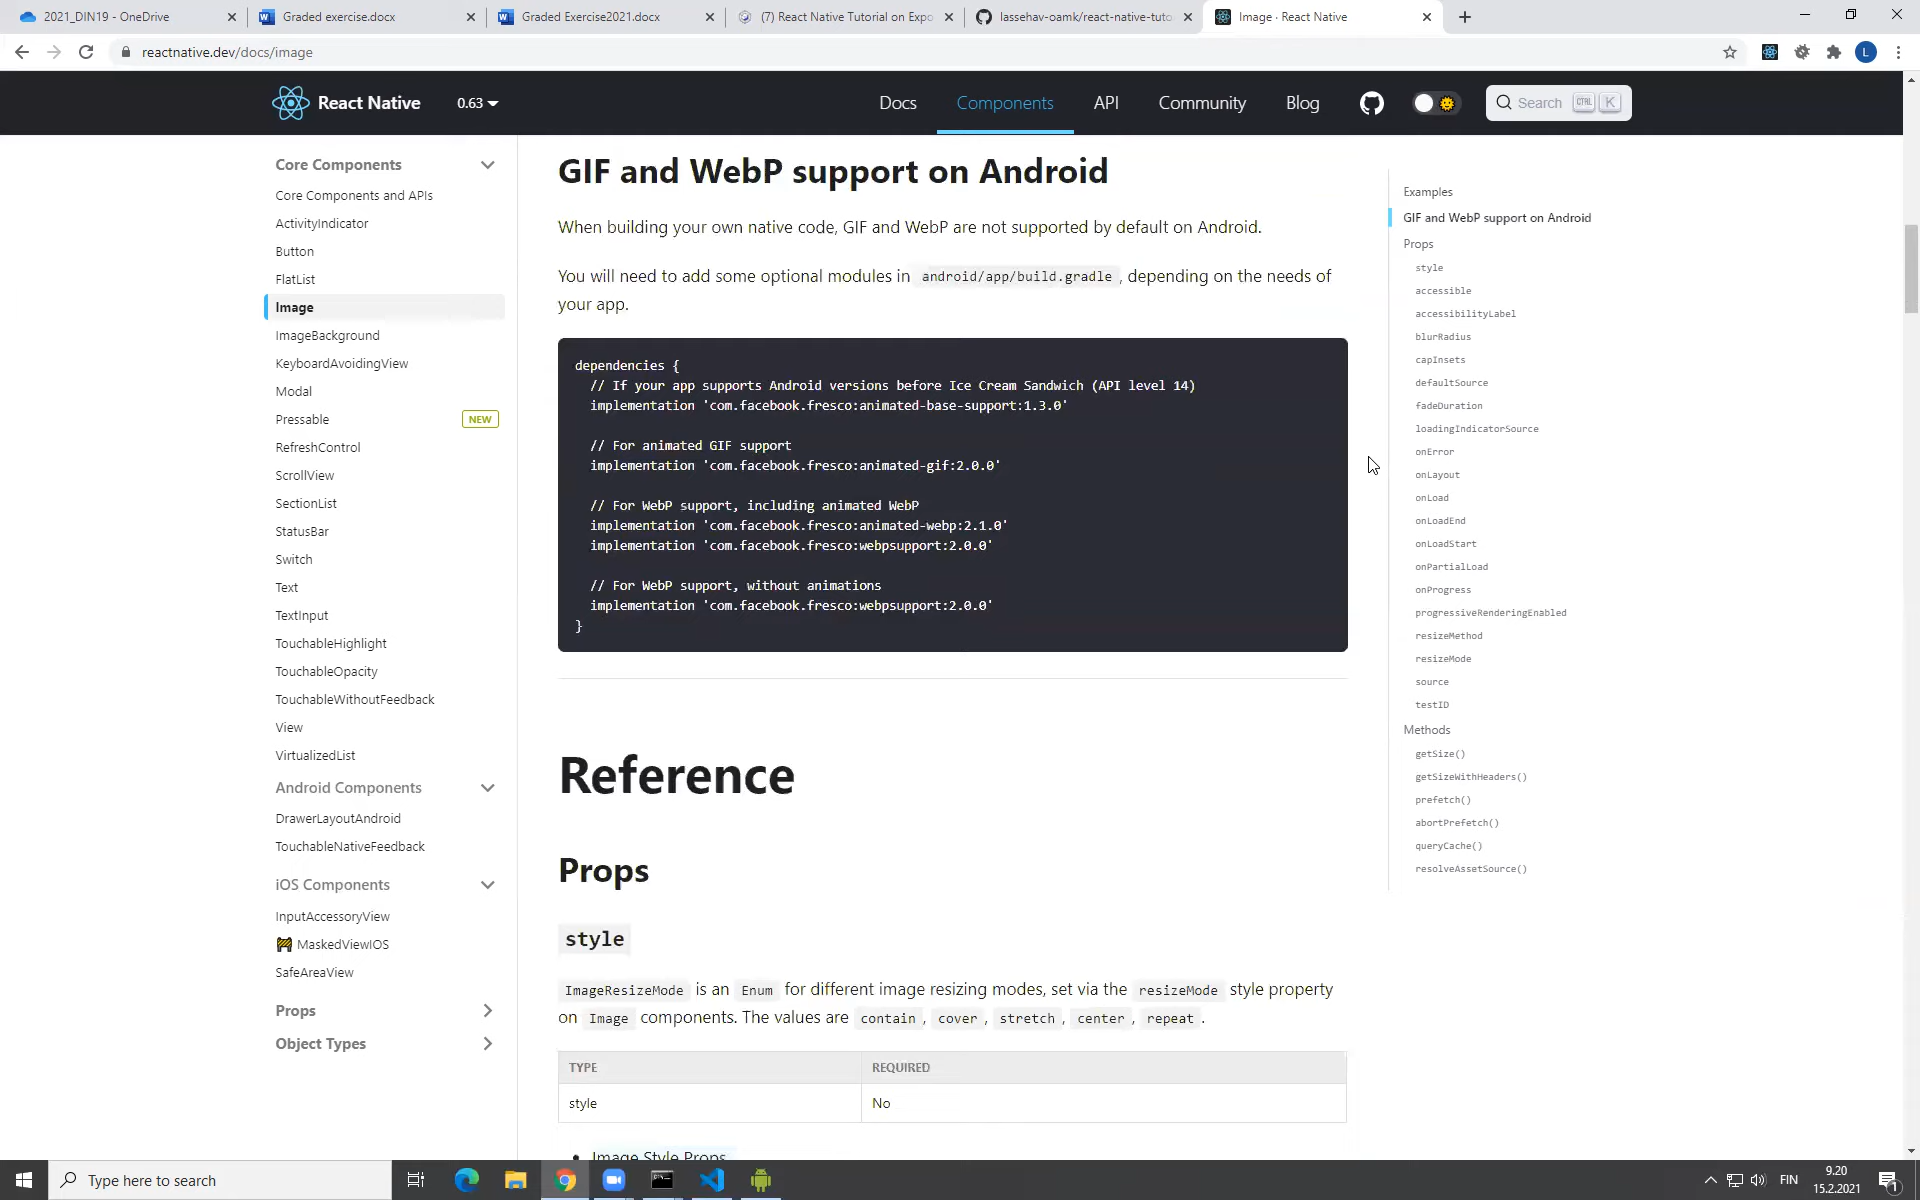 2021_DIN19 - OneDrive
Graded exercise.docx
Graded Exercise2021.docx
(7) React Native Tutorial on Expo
lassehav-oamk/react-native-tuto
Image · React Native
reactnative.dev/docs/image
L
React Native
0.63
Docs
Components
API
Community
Blog
Search CTRL K
Core Components
Core Components and APIs
ActivityIndicator
Button
FlatList
Image
ImageBackground
KeyboardAvoidingView
Modal
Pressable NEW
RefreshControl
ScrollView
SectionList
StatusBar
Switch
Text
TextInput
TouchableHighlight
TouchableOpacity
TouchableWithoutFeedback
View
VirtualizedList
Android Components
DrawerLayoutAndroid
TouchableNativeFeedback
iOS Components
InputAccessoryView
🚧 MaskedViewIOS
SafeAreaView
Props
Object Types
GIF and WebP support on Android
When building your own native code, GIF and WebP are not supported by default on Android.
You will need to add some optional modules in android/app/build.gradle, depending on the needs of
your app.
dependencies {
// If your app supports Android versions before Ice Cream Sandwich (API level 14)
implementation 'com.facebook.fresco:animated-base-support:1.3.0'
// For animated GIF support
implementation 'com.facebook.fresco:animated-gif:2.0.0'
// For WebP support, including animated WebP
implementation 'com.facebook.fresco:animated-webp:2.1.0'
implementation 'com.facebook.fresco:webpsupport:2.0.0'
// For WebP support, without animations
implementation 'com.facebook.fresco:webpsupport:2.0.0'
}
Reference
Props
style
ImageResizeMode is an Enum for different image resizing modes, set via the resizeMode style property
on Image components. The values are contain, cover, stretch, center, repeat.
TYPE REQUIRED
style No
• Image Style Props
Examples
GIF and WebP support on Android
Props
style
accessible
accessibilityLabel
blurRadius
capInsets
defaultSource
fadeDuration
loadingIndicatorSource
onError
onLayout
onLoad
onLoadEnd
onLoadStart
onPartialLoad
onProgress
progressiveRenderingEnabled
resizeMethod
resizeMode
source
testID
Methods
getSize()
getSizeWithHeaders()
prefetch()
abortPrefetch()
queryCache()
resolveAssetSource()
Type here to search
FIN
9.20
15.2.2021
1